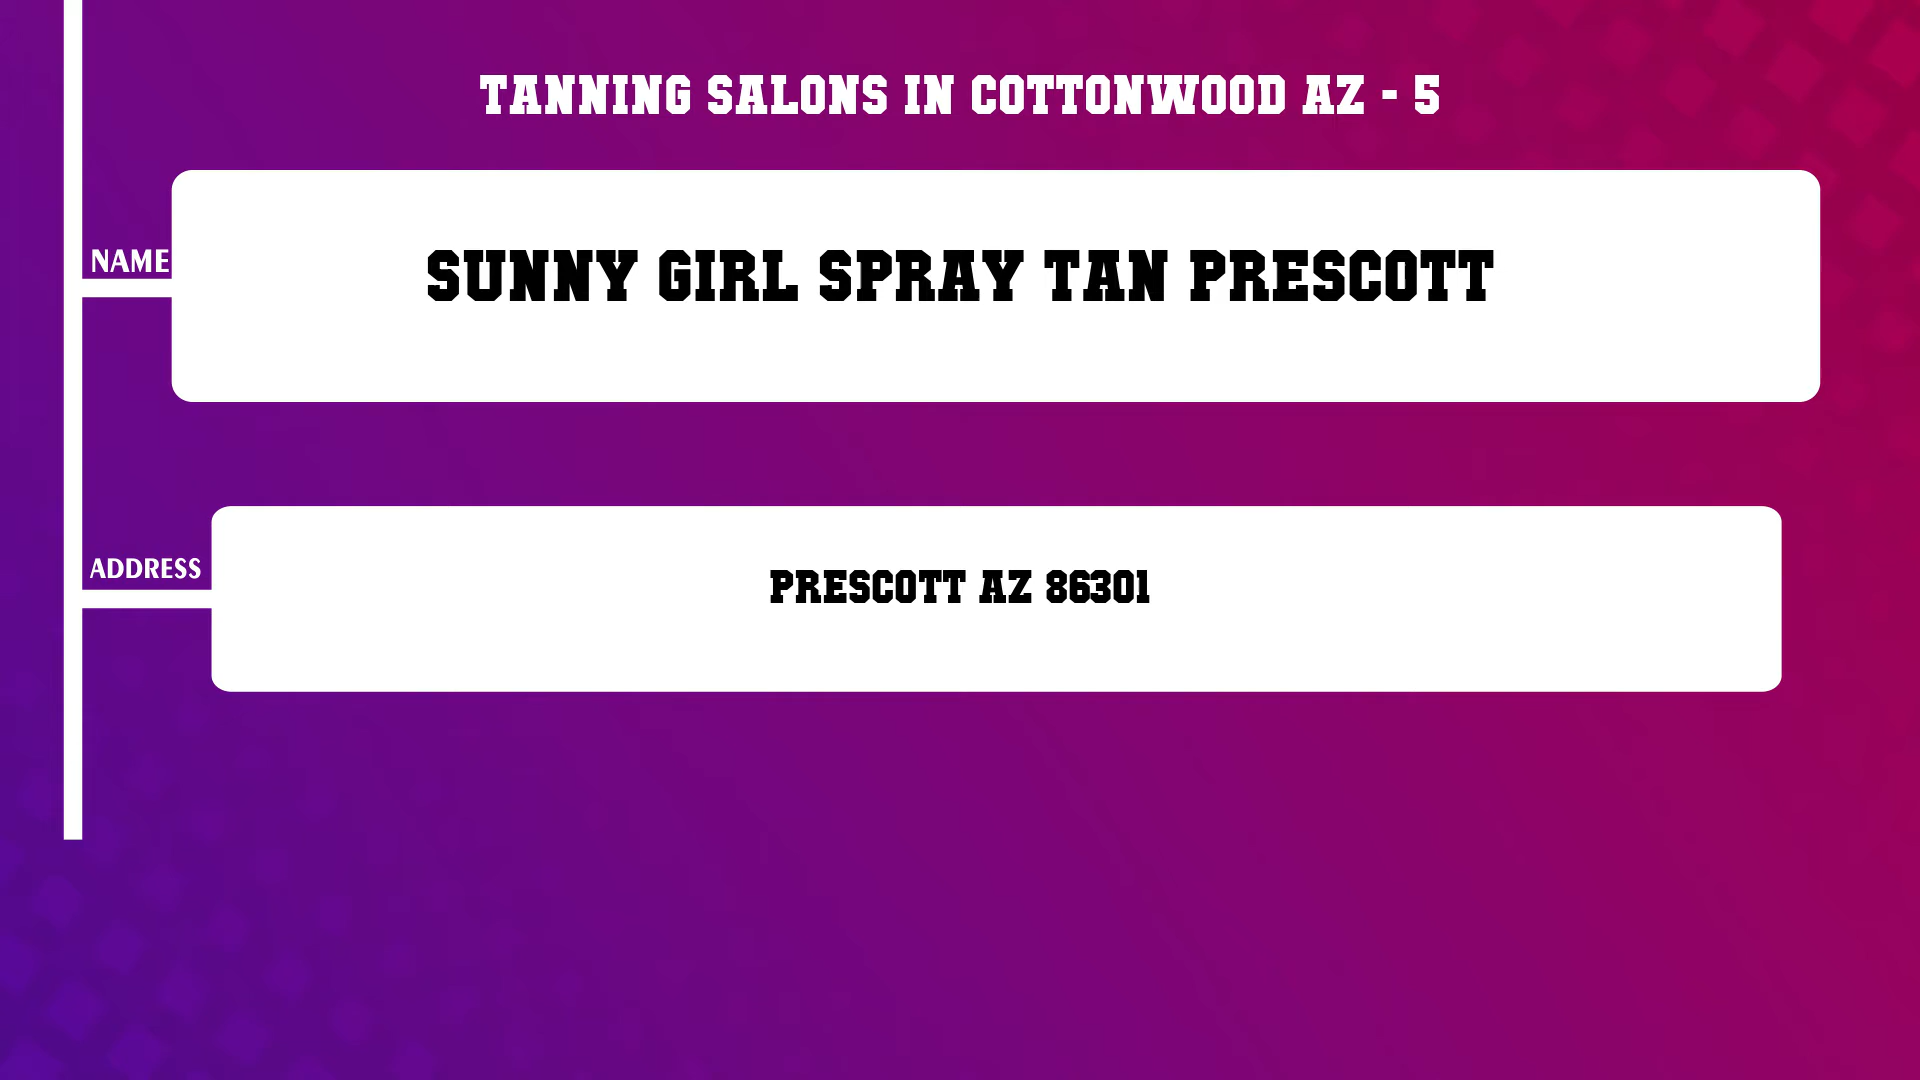 TANNING SALONS IN COTTONWOOD AZ - 5
NAME
SUNNY GIRL SPRAY TAN PRESCOTT
ADDRESS
PRESCOTT AZ 86301